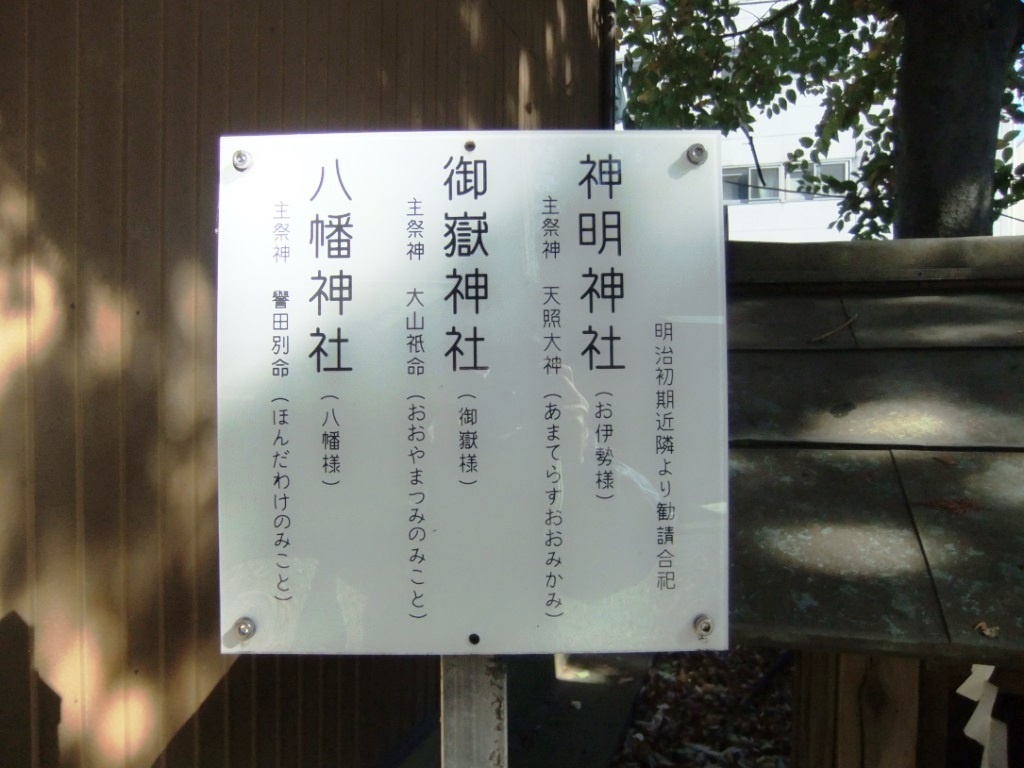 明治初期近隣より勧請合祀
神明神社(お伊勢様)
主祭神 天照大神(あまてらすおおみかみ)
御嶽神社(御嶽様)
主祭神 大山祇命(おおやまつみのみこと)
八幡神社(八幡様)
主祭神 譽田別命(ほんだわけのみこと)